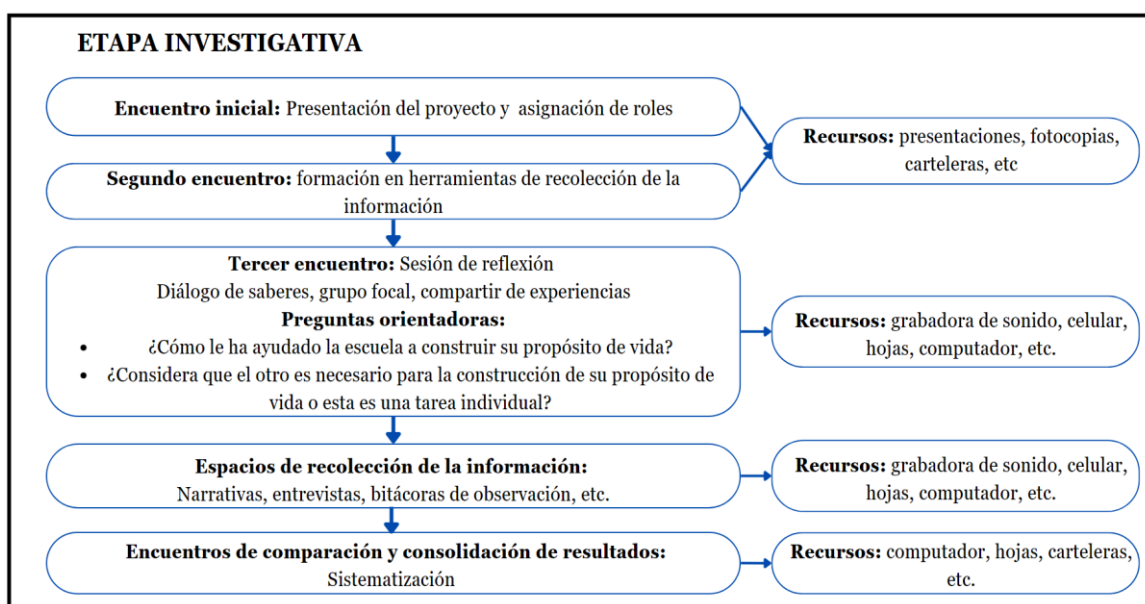 ETAPA INVESTIGATIVA
Encuentro inicial: Presentación del proyecto y asignación de roles
Recursos: presentaciones, fotocopias,
carteleras, etc
Segundo encuentro: formación en herramientas de recolección de la
información
Tercer encuentro: Sesión de reflexión
Diálogo de saberes, grupo focal, compartir de experiencias
Preguntas orientadoras:
• ¿Cómo le ha ayudado la escuela a construir su propósito de vida?
• ¿Considera que el otro es necesario para la construcción de su propósito de
vida o esta es una tarea individual?
Recursos: grabadora de sonido, celular,
hojas, computador, etc.
Espacios de recolección de la información:
Narrativas, entrevistas, bitácoras de observación, etc.
Recursos: grabadora de sonido, celular,
hojas, computador, etc.
Encuentros de comparación y consolidación de resultados:
Sistematización
Recursos: computador, hojas, carteleras,
etc.